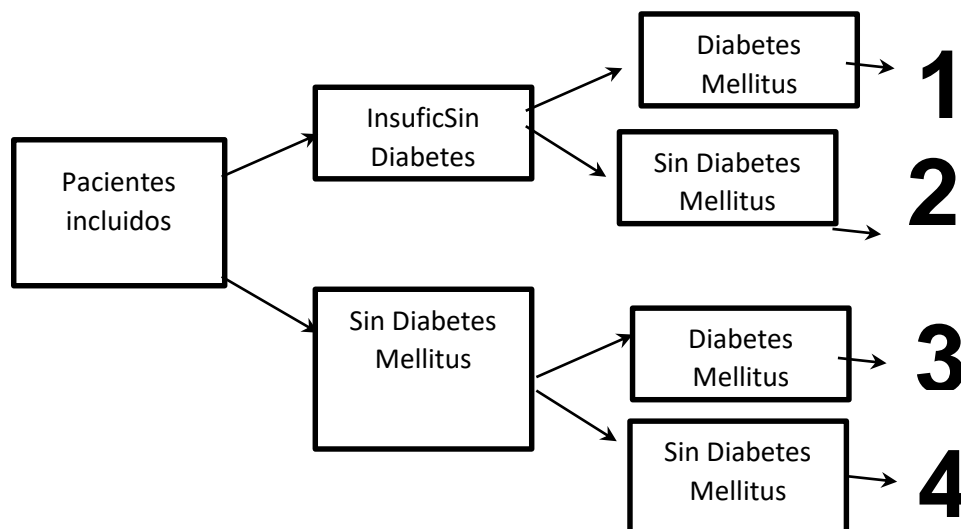 Pacientes
incluidos
InsuficSin
Diabetes
Diabetes
Mellitus
1
Sin Diabetes
Mellitus
2
Sin Diabetes
Mellitus
Diabetes
Mellitus
3
Sin Diabetes
Mellitus
4